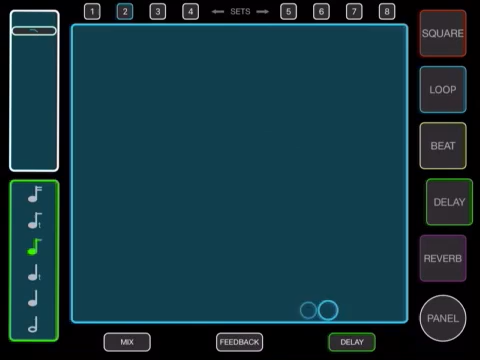 1 2 3 4 SETS 5 6 7 8
SQUARE
LOOP
BEAT
DELAY
REVERB
PANEL
MIX FEEDBACK DELAY